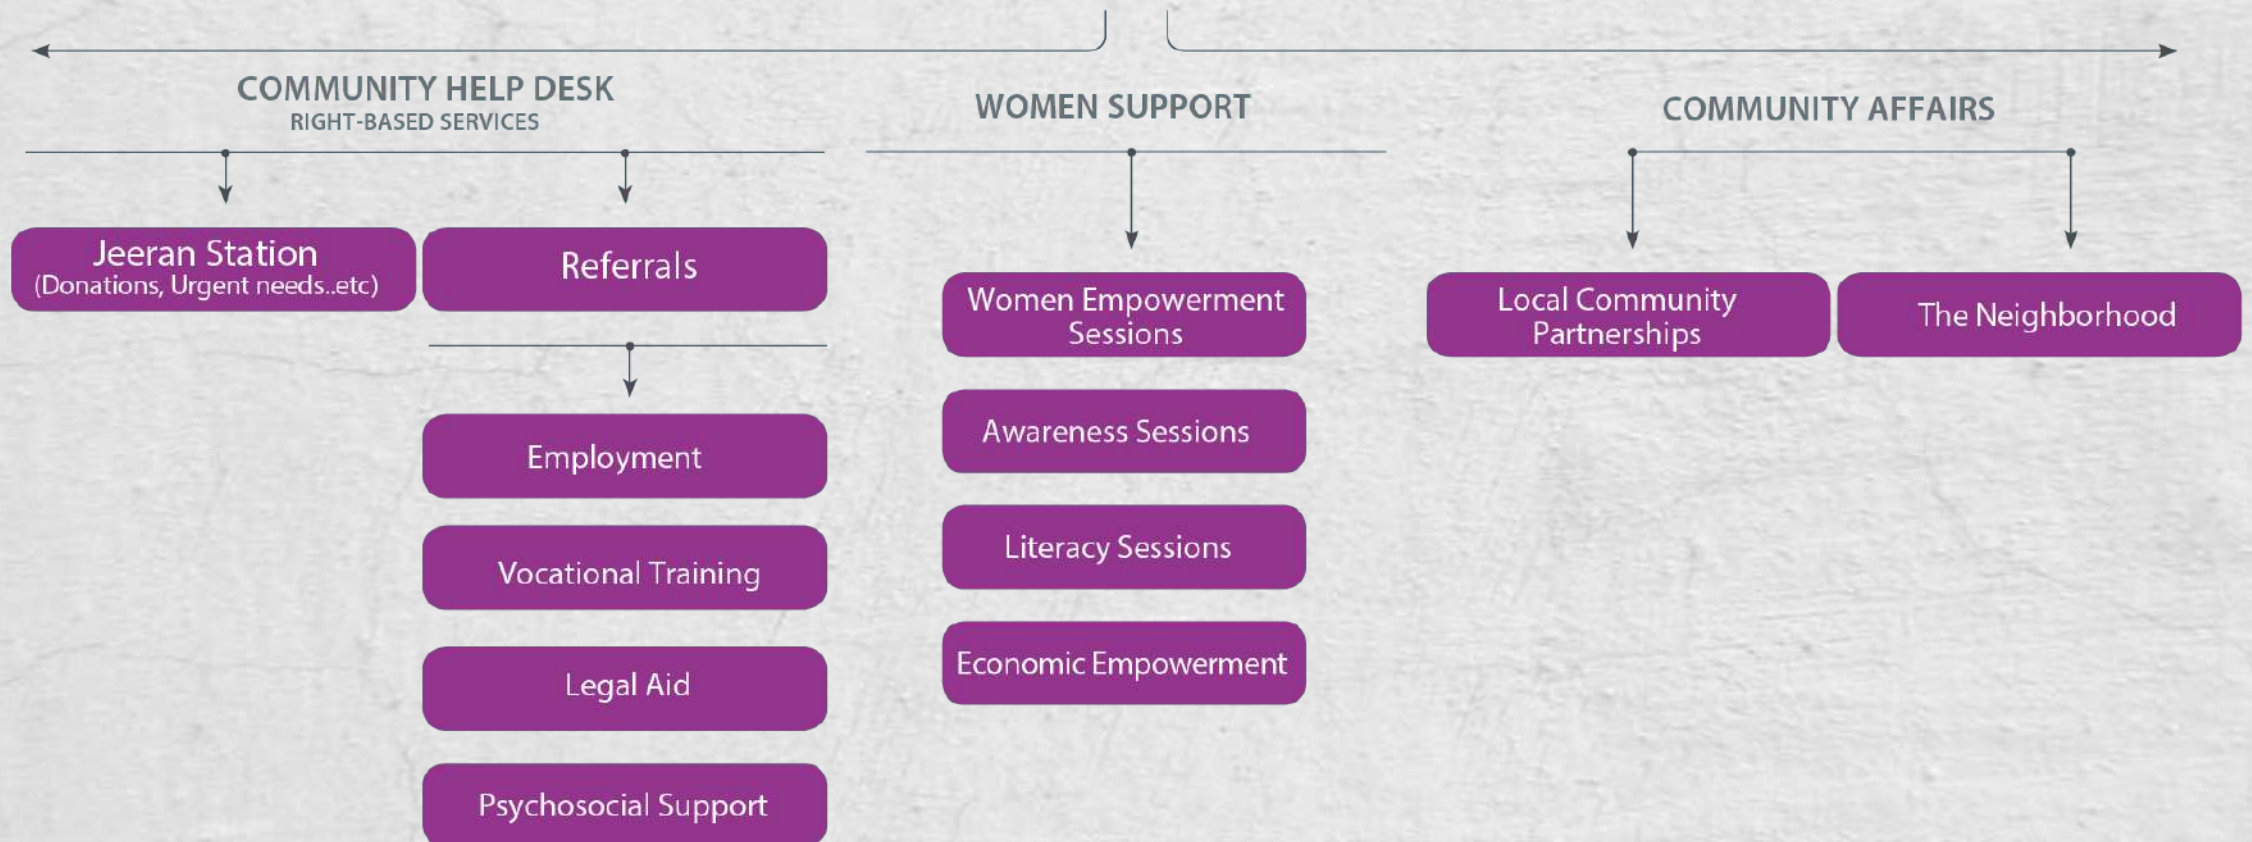 COMMUNITY HELP DESK
RIGHT-BASED SERVICES
Jeeran Station
(Donations, Urgent needs..etc)
Referrals
Employment
Vocational Training
Legal Aid
Psychosocial Support
WOMEN SUPPORT
Women Empowerment
Sessions
Awareness Sessions
Literacy Sessions
Economic Empowerment
COMMUNITY AFFAIRS
Local Community
Partnerships
The Neighborhood